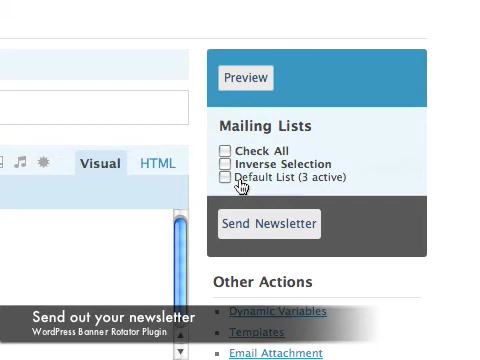 Preview
Mailing Lists
Check All
Inverse Selection
Default List (3 active)
Visual HTML
Send Newsletter
Other Actions
Dynamic Variables
Templates
Email Attachment
Send out your newsletter
WordPress Banner Rotator Plugin